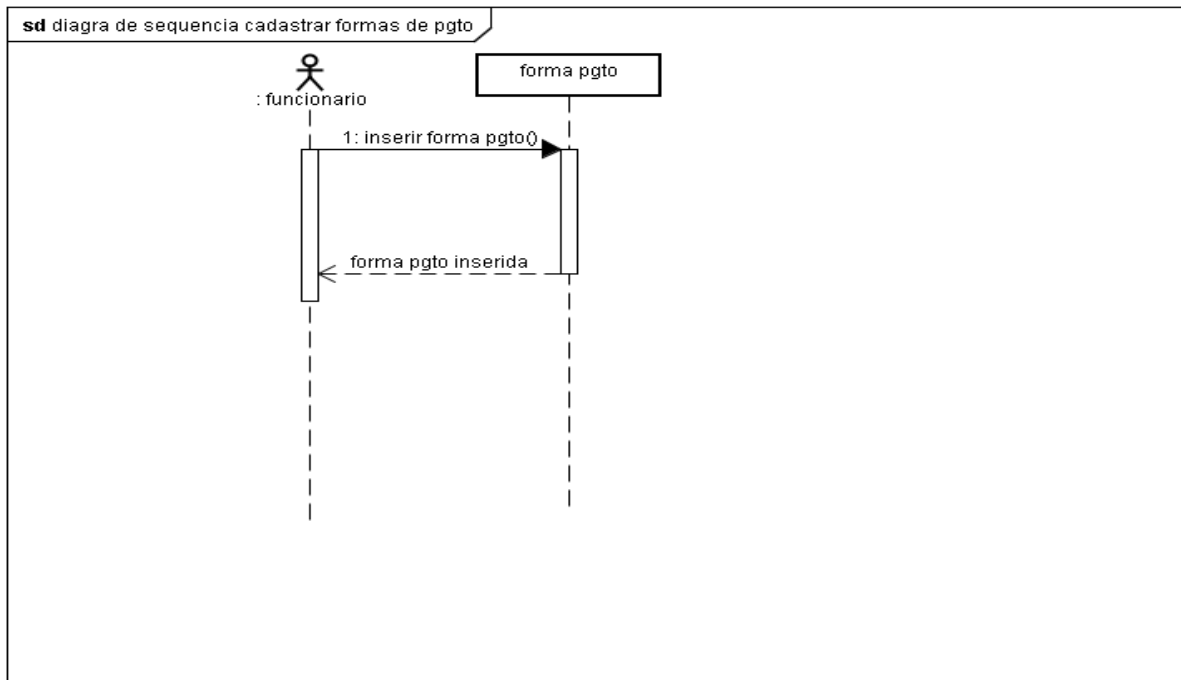 sd diagra de sequencia cadastrar formas de pgto
: funcionario
forma pgto
1: inserir forma pgto()
forma pgto inserida